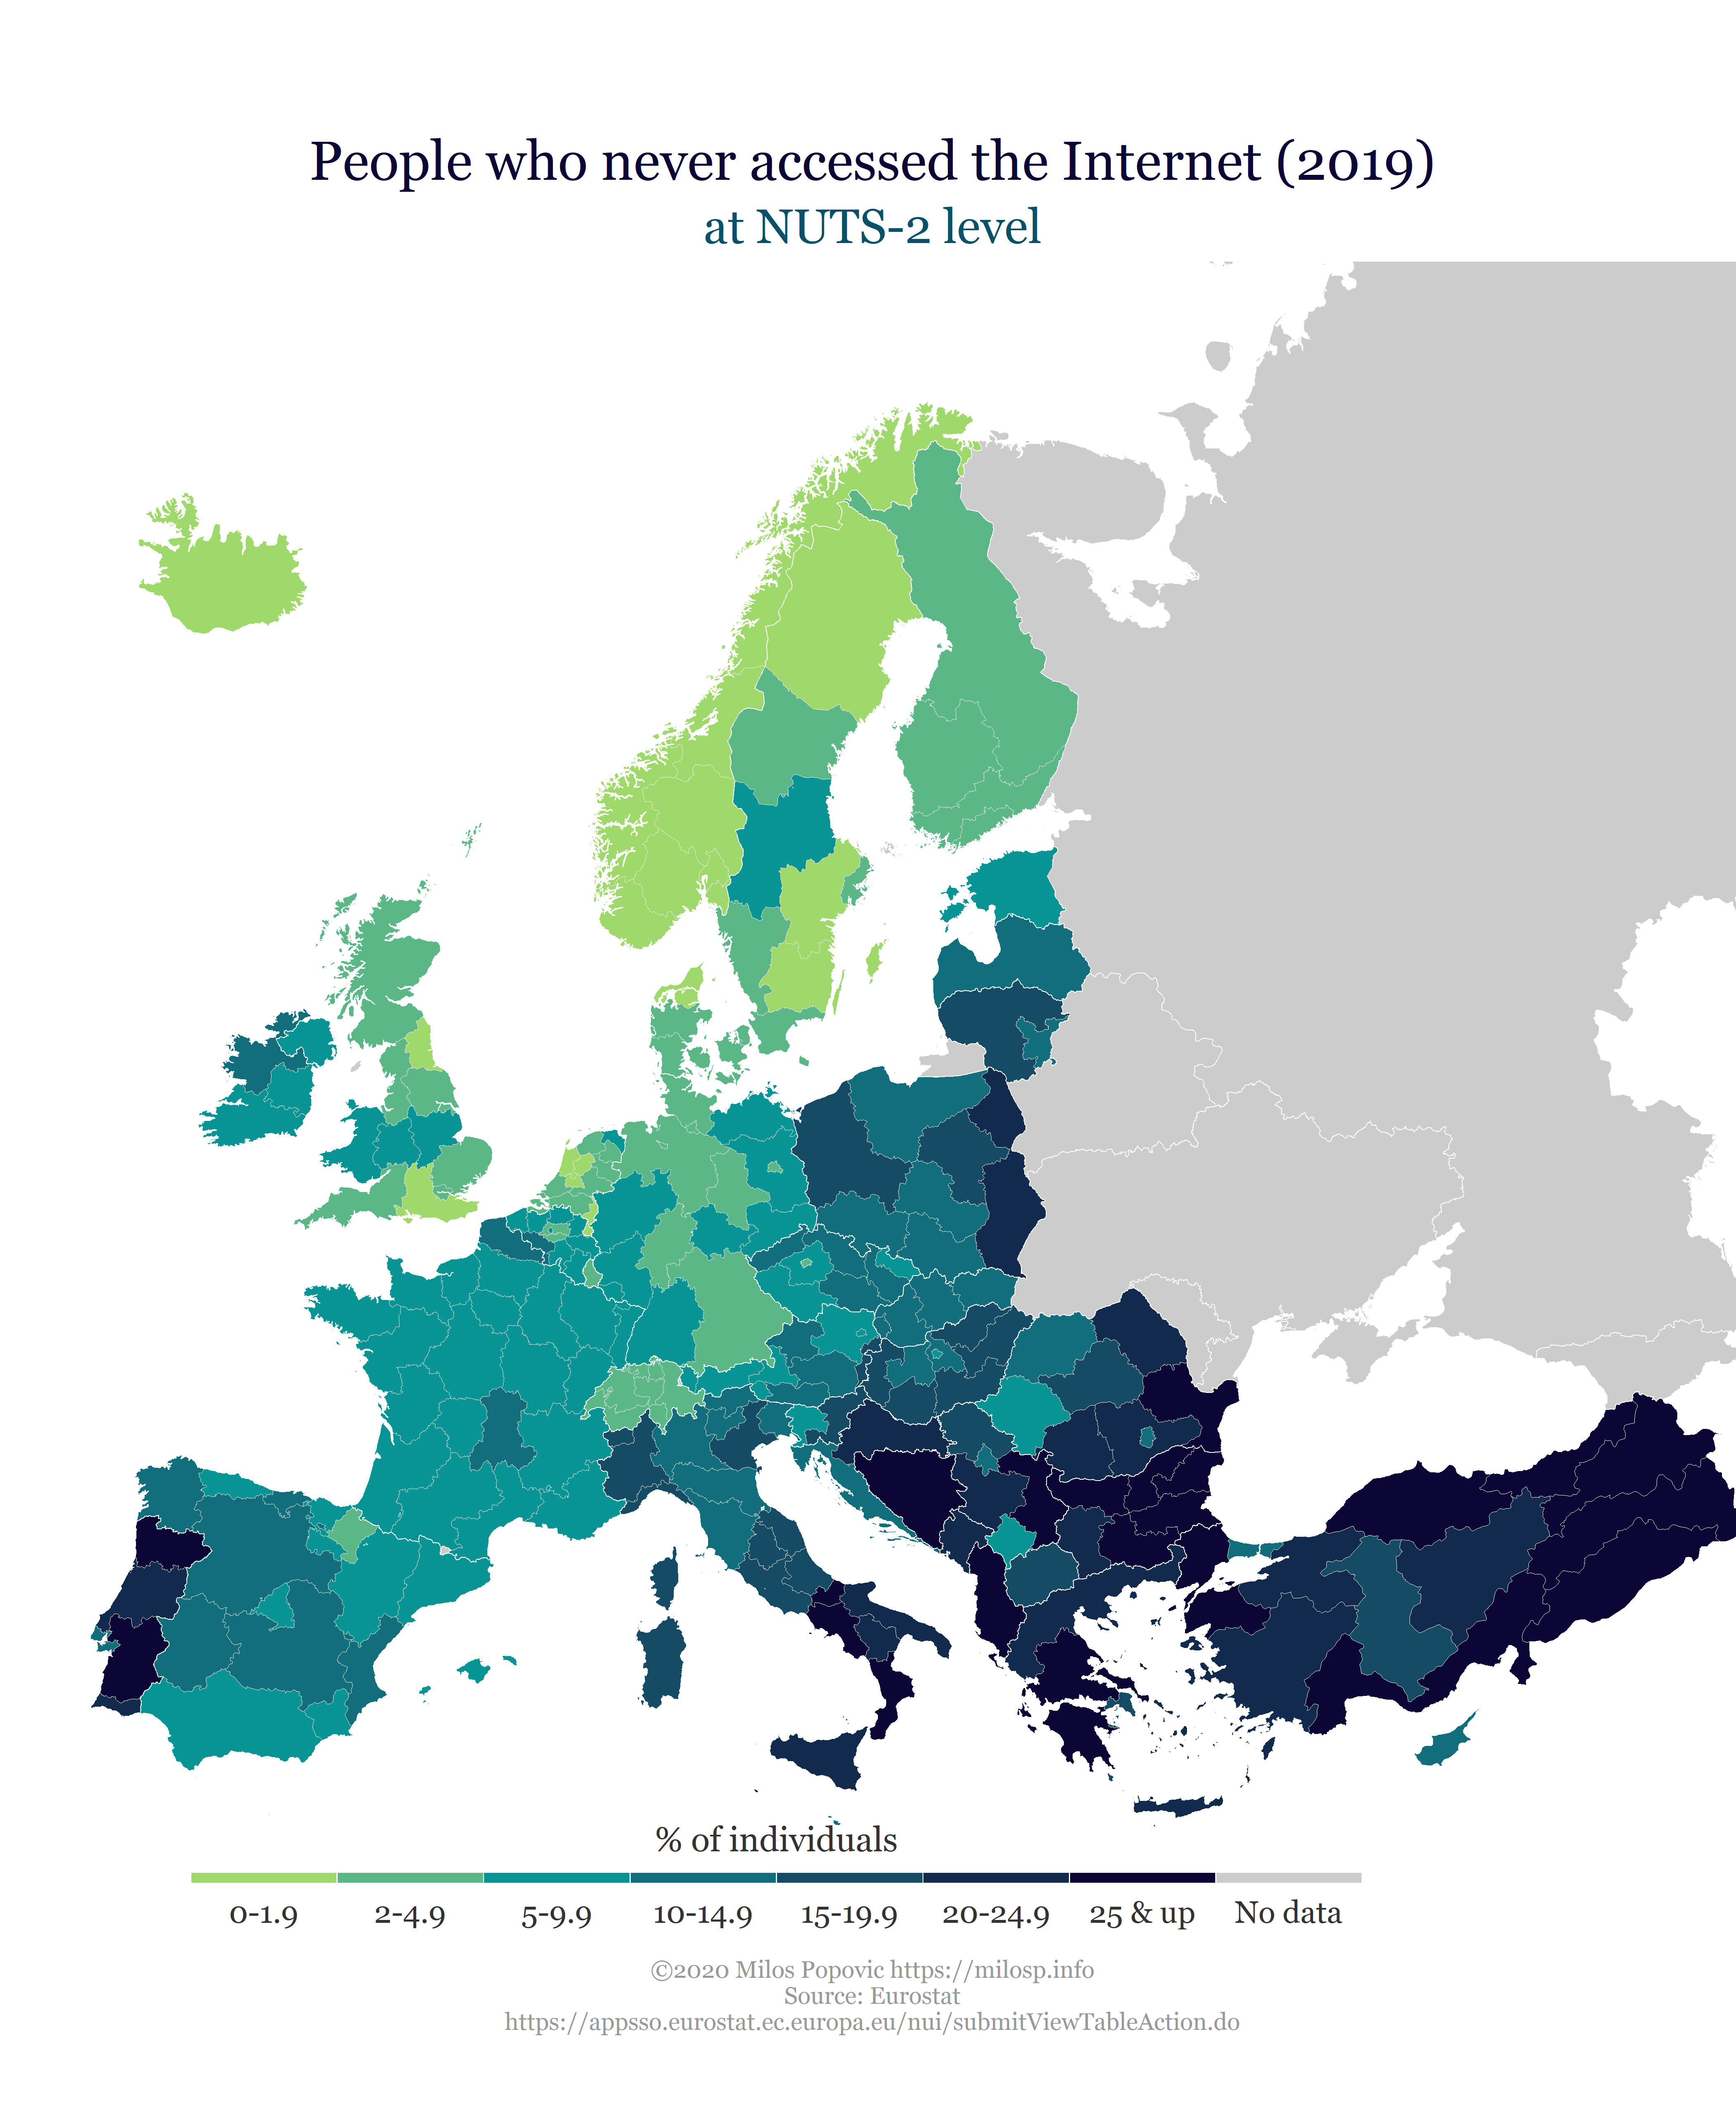 People who never accessed the Internet (2019)
at NUTS-2 level
% of individuals
0-1.9 2-4.9 5-9.9 10-14.9 15-19.9 20-24.9 25 & up No data
©2020 Milos Popovic https://milosp.info
Source: Eurostat
https://appsso.eurostat.ec.europa.eu/nui/submitViewTableAction.do